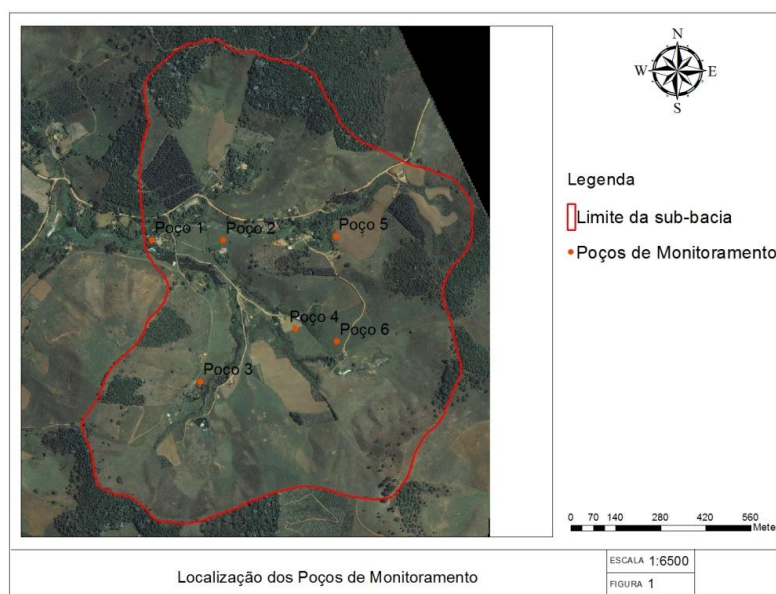 N
W E
S
Legenda
Limite da sub-bacia
Poços de Monitoramento
Poço 1
Poço 2
Poço 5
Poço 4
Poço 6
Poço 3
0 70 140 280 420 560
Mete
Localização dos Poços de Monitoramento
ESCALA 1:6500
FIGURA 1